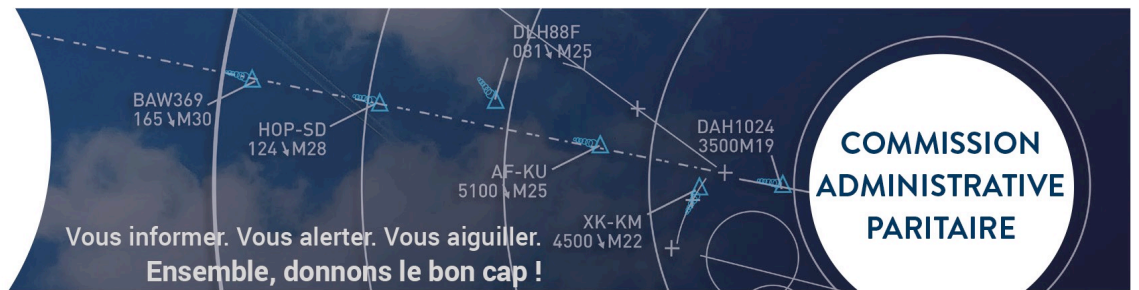 DLH88F
081↘M25
BAW369
165↘M30
HOP-SD
124↘M28
DAH1024
3500M19
AF-KU
5100↘M25
XK-KM
4500↘M22
COMMISSION
ADMINISTRATIVE
PARITAIRE
Vous informer. Vous alerter. Vous aiguiller.
Ensemble, donnons le bon cap !